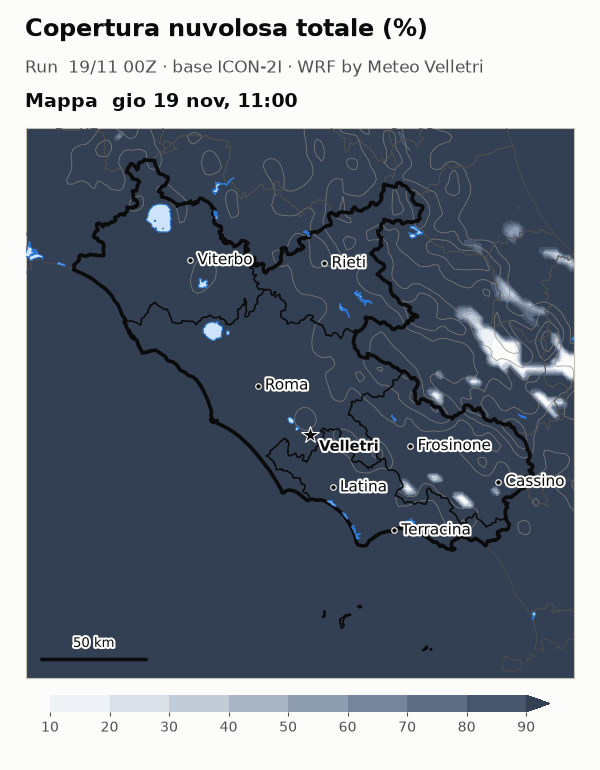 Copertura nuvolosa totale (%)
Run  19/11 00Z · base ICON-2I · WRF by Meteo Velletri
Mappa  gio 19 nov, 11:00
Viterbo
Rieti
Roma
Velletri
Frosinone
Latina
Cassino
Terracina
50 km
10 20 30 40 50 60 70 80 90